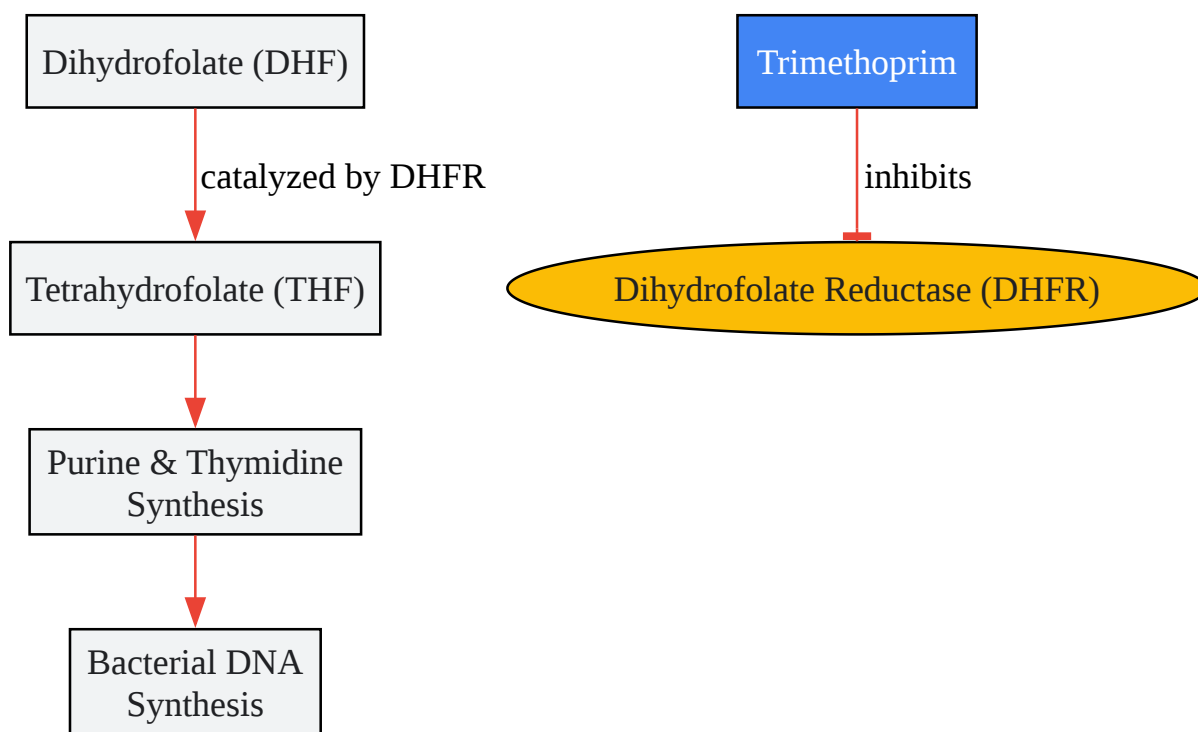 Dihydrofolate (DHF)
Trimethoprim
catalyzed by DHFR
inhibits
Tetrahydrofolate (THF)
Dihydrofolate Reductase (DHFR)
Purine & Thymidine
Synthesis
Bacterial DNA
Synthesis